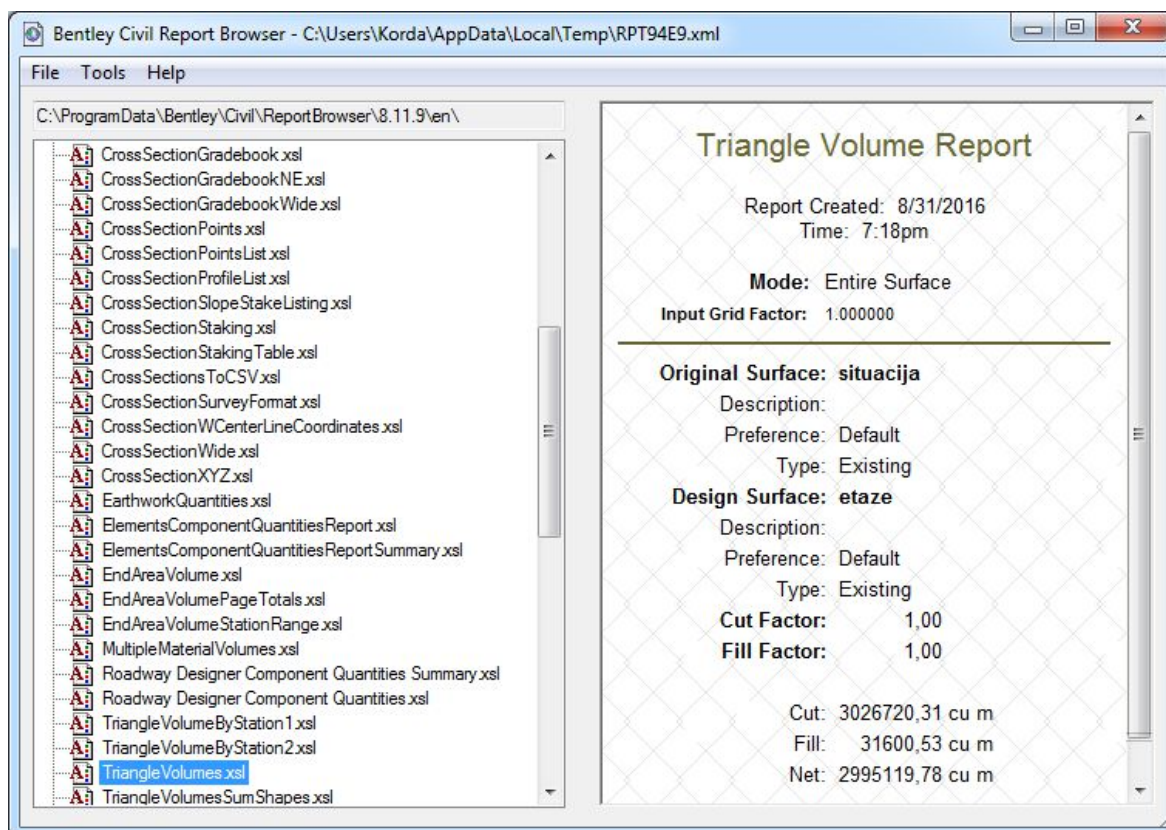 Bentley Civil Report Browser - C:\Users\Korda\AppData\Local\Temp\RPT94E9.xml
File Tools Help
C:\ProgramData\Bentley\Civil\ReportBrowser\8.11.9\en\
CrossSectionGradebook.xsl
CrossSectionGradebookNE.xsl
CrossSectionGradebookWide.xsl
CrossSectionPoints.xsl
CrossSectionPointsList.xsl
CrossSectionProfileList.xsl
CrossSectionSlopeStakeListing.xsl
CrossSectionStaking.xsl
CrossSectionStakingTable.xsl
CrossSectionsToCSV.xsl
CrossSectionSurveyFormat.xsl
CrossSectionWCenterLineCoordinates.xsl
CrossSectionWide.xsl
CrossSectionXYZ.xsl
EarthworkQuantities.xsl
ElementsComponentQuantitiesReport.xsl
ElementsComponentQuantitiesReportSummary.xsl
EndAreaVolume.xsl
EndAreaVolumePageTotals.xsl
EndAreaVolumeStationRange.xsl
MultipleMaterialVolumes.xsl
Roadway Designer Component Quantities Summary.xsl
Roadway Designer Component Quantities.xsl
TriangleVolumeByStation1.xsl
TriangleVolumeByStation2.xsl
TriangleVolumes.xsl
TriangleVolumesSumShapes.xsl
Triangle Volume Report
Report Created: 8/31/2016
Time: 7:18pm
Mode: Entire Surface
Input Grid Factor: 1.000000
Original Surface: situacija
Description:
Preference: Default
Type: Existing
Design Surface: etaze
Description:
Preference: Default
Type: Existing
Cut Factor: 1,00
Fill Factor: 1,00
Cut: 3026720,31 cu m
Fill: 31600,53 cu m
Net: 2995119,78 cu m